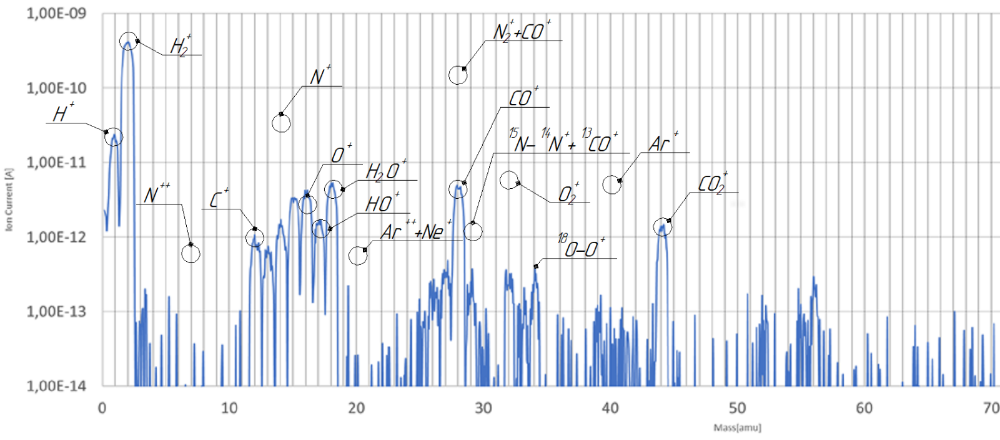 1,00E-09
1,00E-10
1,00E-11
1,00E-12
1,00E-13
1,00E-14
Ion Current [A]
H₂⁺
N₂⁺+CO⁺
N⁺
CO⁺
H⁺
¹⁵N–¹⁴N⁺+¹³CO⁺
Ar⁺
O⁺
H₂O⁺
CO₂⁺
N⁺⁺
C⁺
HO⁺
O₂⁺
Ar⁺⁺+Ne⁺
¹⁸O–O⁺
0 10 20 30 40 50 60 70
Mass[amu]